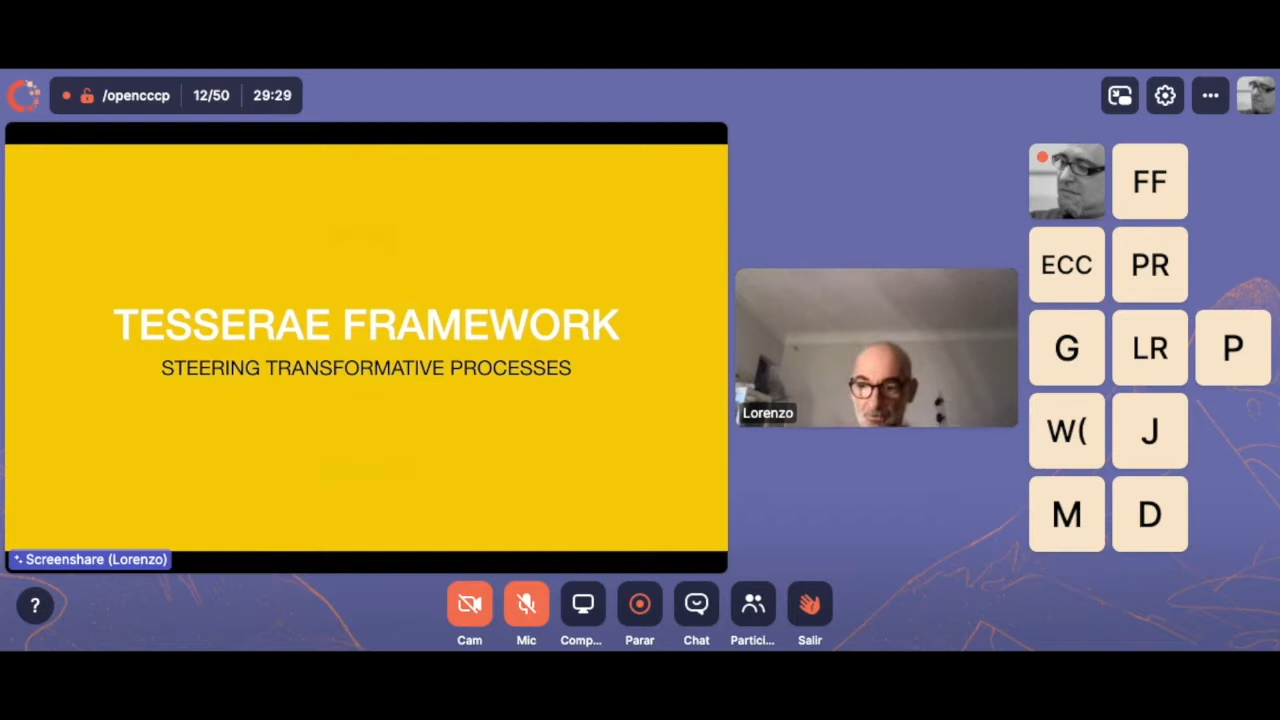 /opencccp
12/50
29:29
TESSERAE FRAMEWORK
STEERING TRANSFORMATIVE PROCESSES
Screenshare (Lorenzo)
Lorenzo
FF
ECC
PR
G
LR
P
W(
J
M
D
?
Cam
Mic
Comp...
Parar
Chat
Partici...
Salir